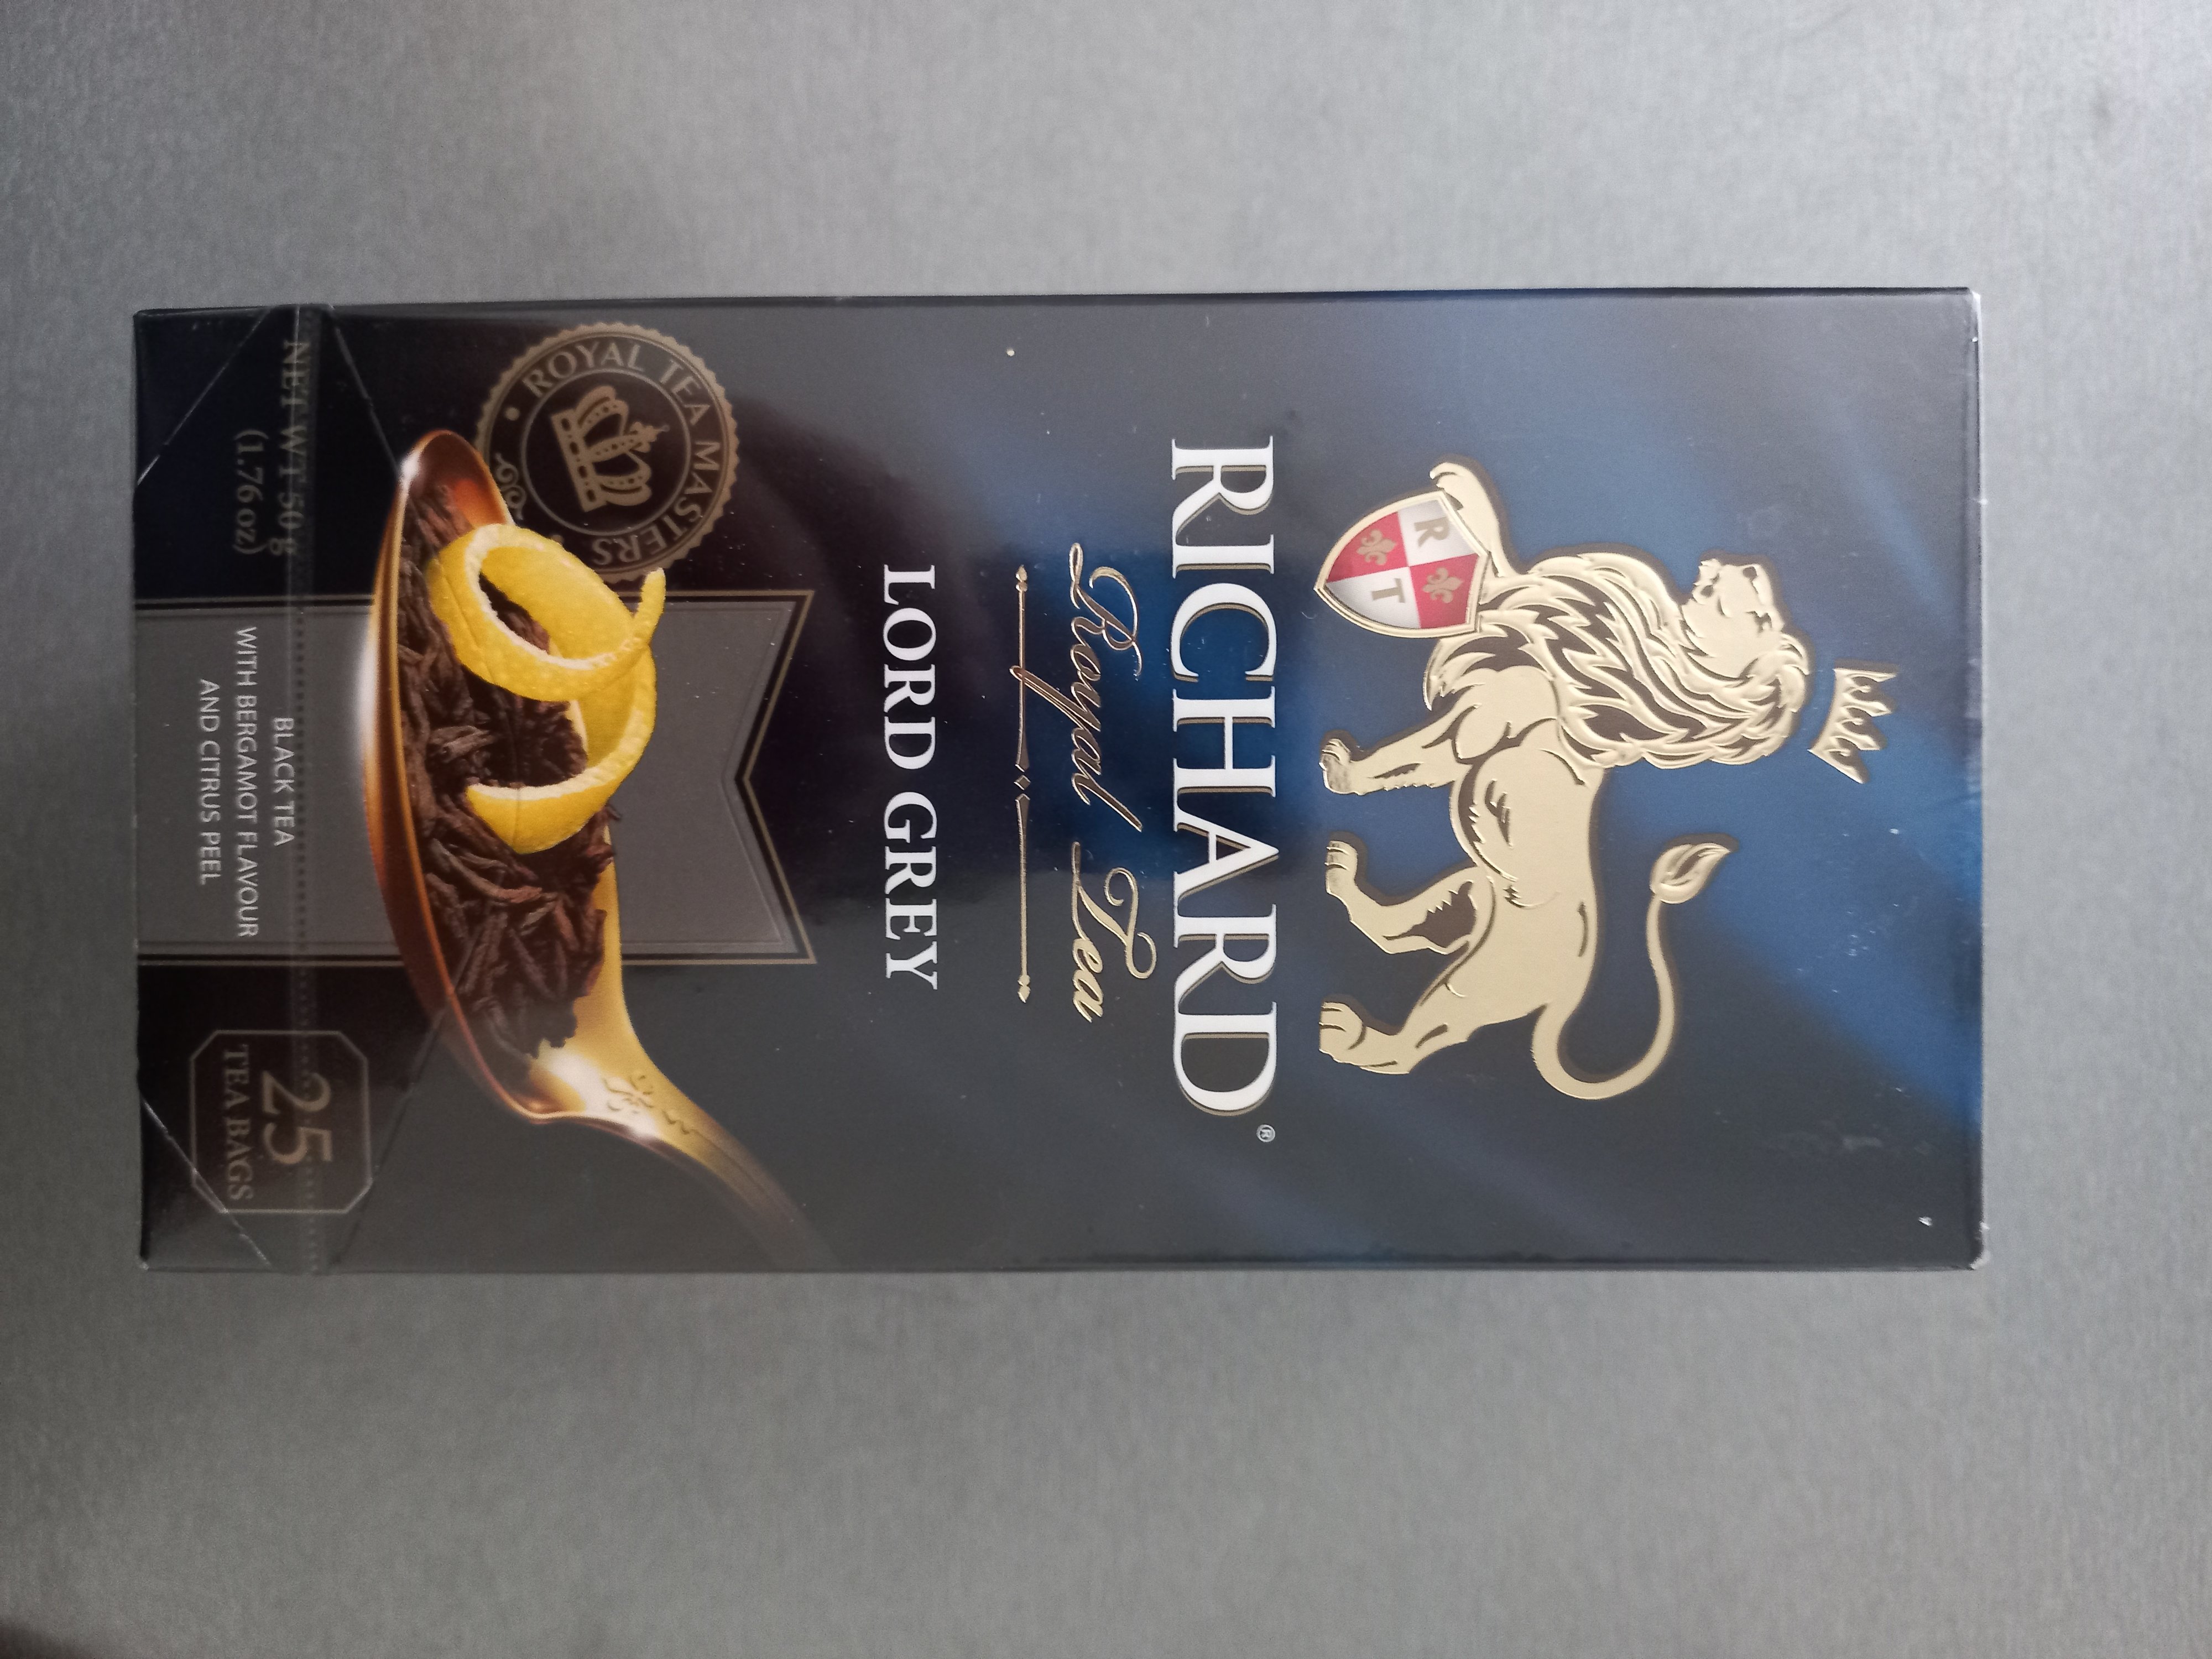 R
T
RICHARD®
Royal Tea
LORD GREY
• ROYAL TEA MASTERS •
NET WT 50 g
(1.76 oz)
BLACK TEA
WITH BERGAMOT FLAVOUR
AND CITRUS PEEL
25
TEA BAGS